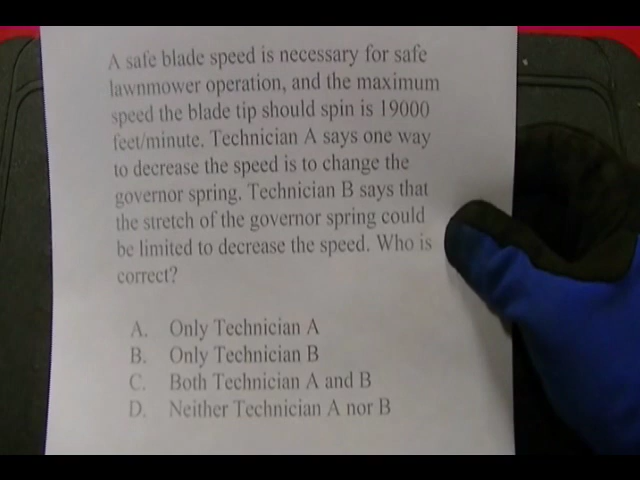 A safe blade speed is necessary for safe
lawnmower operation, and the maximum
speed the blade tip should spin is 19000
feet/minute. Technician A says one way
to decrease the speed is to change the
governor spring. Technician B says that
the stretch of the governor spring could
be limited to decrease the speed. Who is
correct?
A. Only Technician A
B. Only Technician B
C. Both Technician A and B
D. Neither Technician A nor B